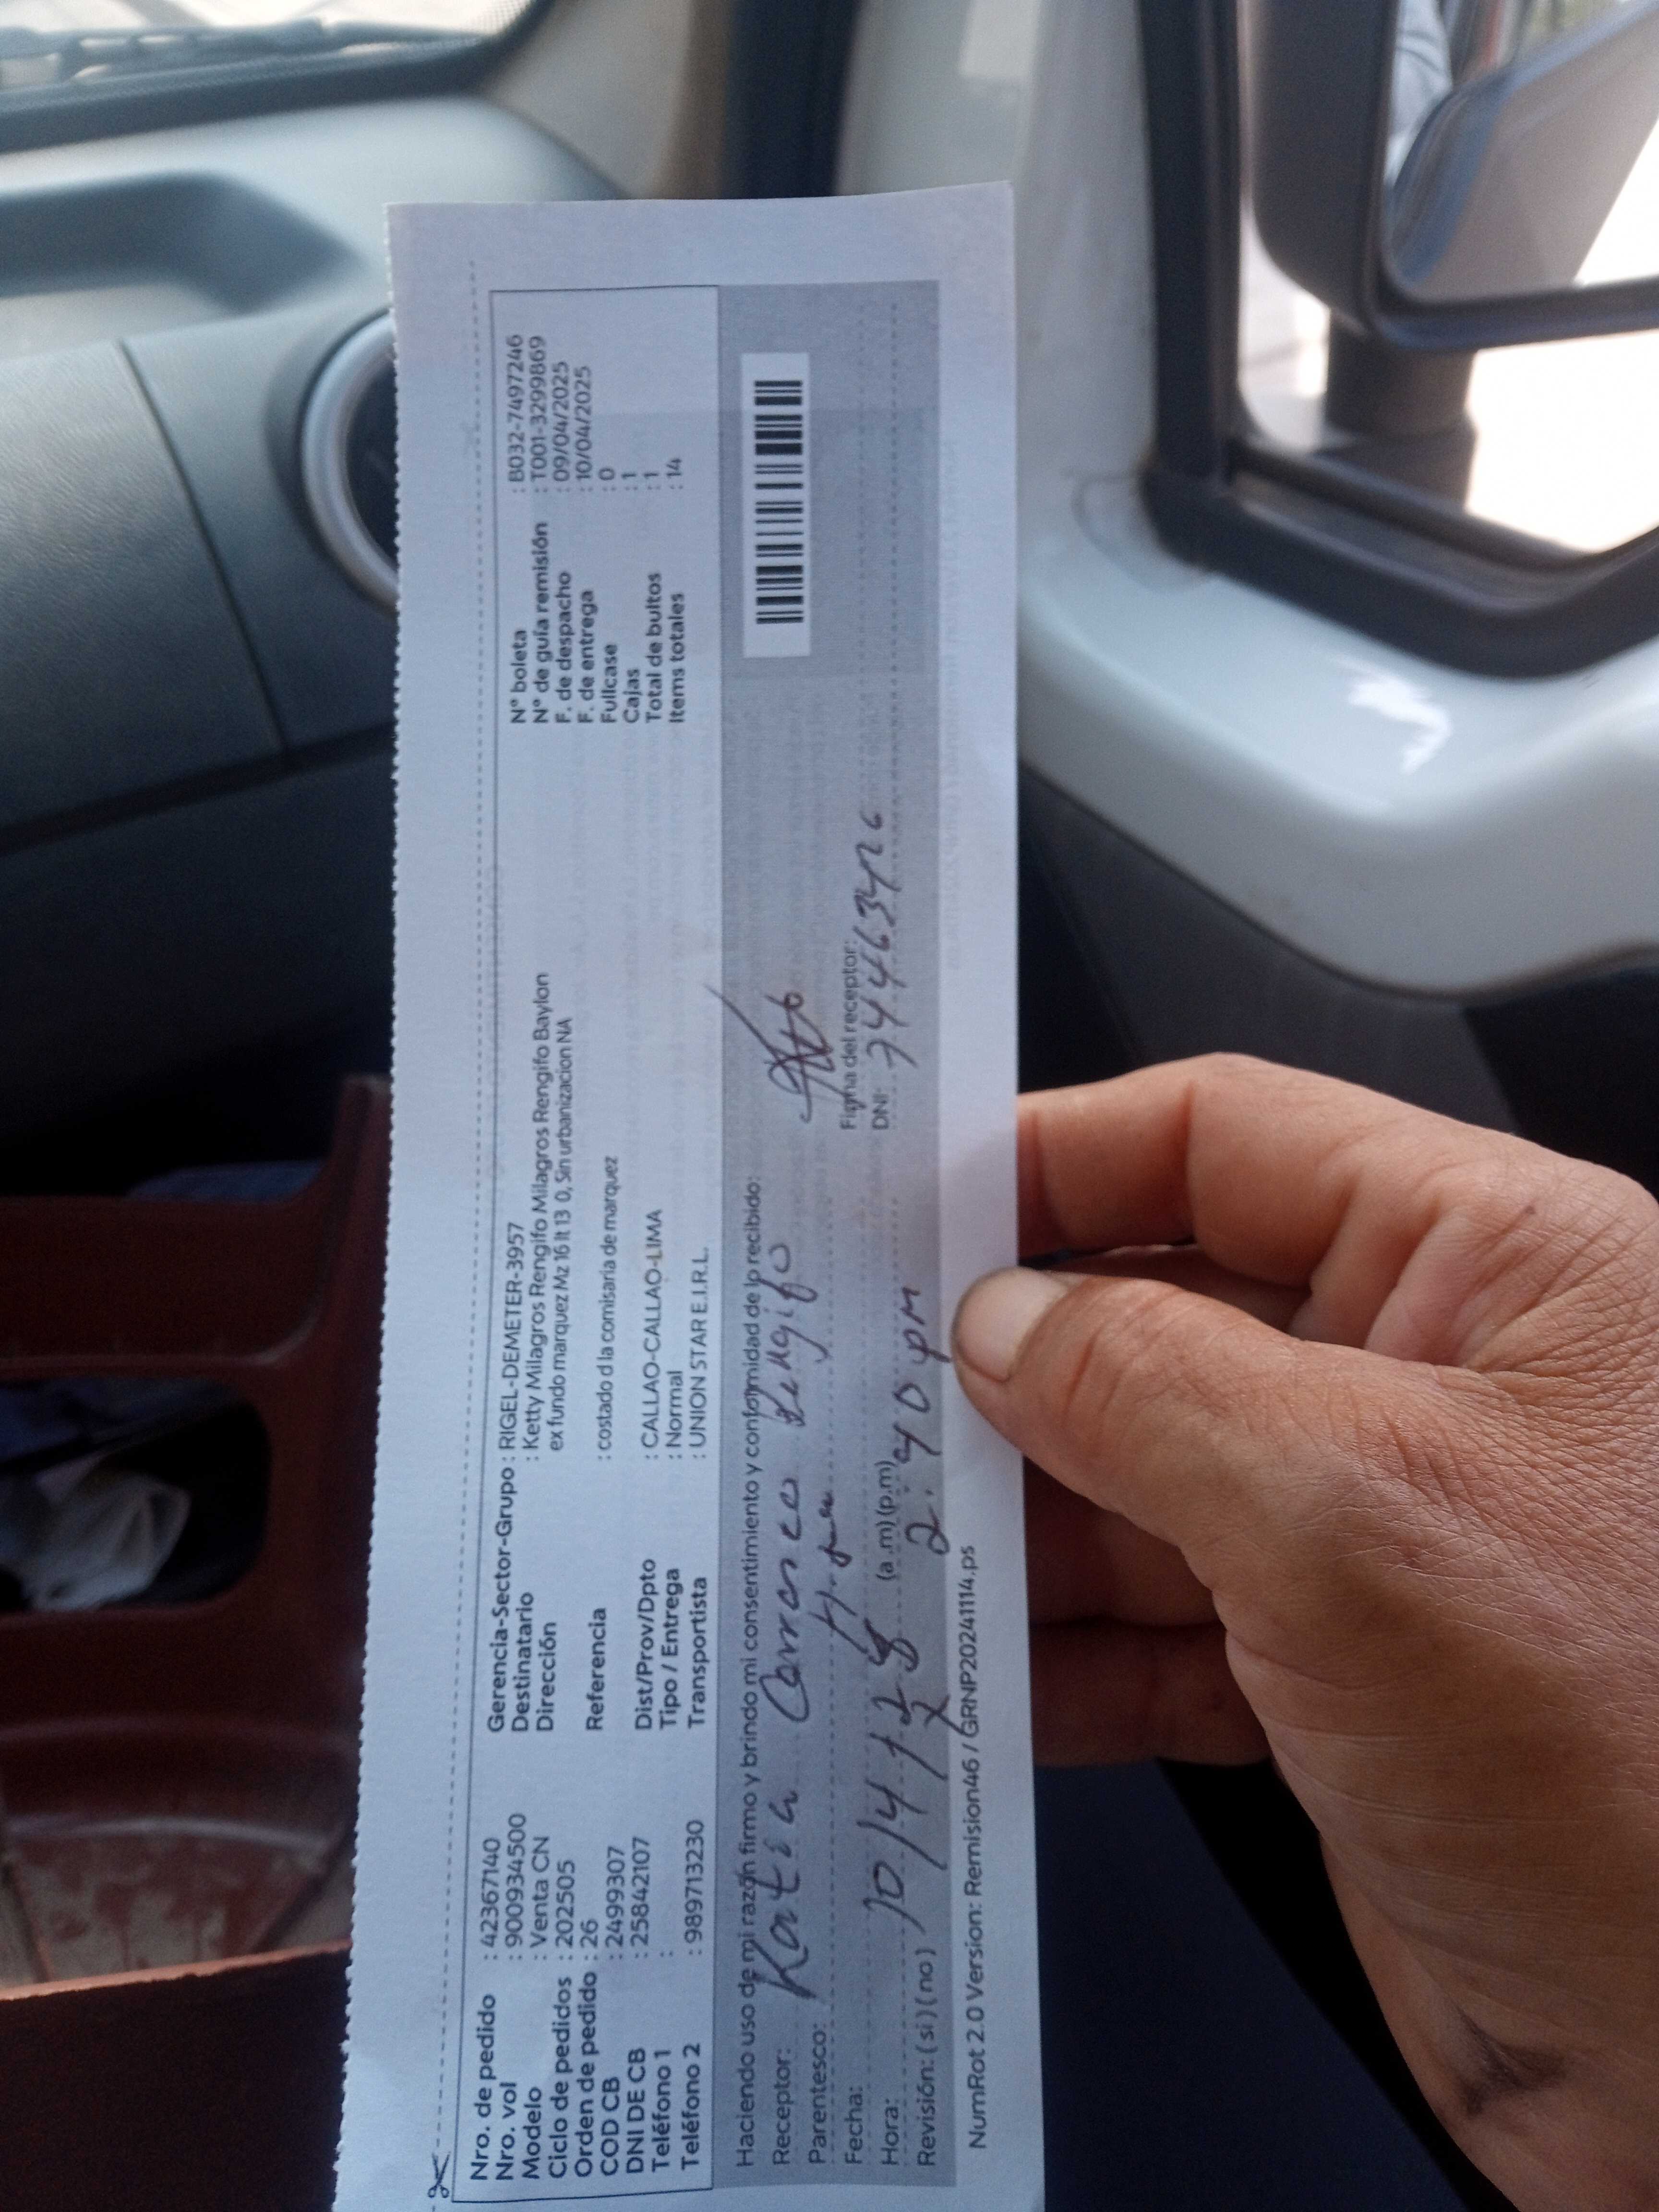 Nro. de pedido : 42367140
Nro. vol : 900934500
Modelo : Venta CN
Ciclo de pedidos : 202505
Orden de pedido : 26
COD CB : 2499307
DNI DE CB : 25842107
Teléfono 1 :
Teléfono 2 : 989713230
Gerencia-Sector-Grupo : RIGEL-DEMETER-3957
Destinatario : Ketty Milagros Rengifo Milagros Rengifo Baylon
Dirección ex fundo marquez Mz 16 lt 13 0, Sin urbanizacion NA
Referencia : costado d la comisaria de marquez
Dist/Prov/Dpto : CALLAO-CALLAO-LIMA
Tipo / Entrega : Normal
Transportista : UNION STAR E.I.R.L.
N° boleta : B032-7497246
N° de guía remisión : T001-3299869
F. de despacho : 09/04/2025
F. de entrega : 10/04/2025
Fullcase : 0
Cajas : 1
Total de bultos : 1
Items totales : 14
Haciendo uso de mi razón firmo y brindo mi consentimiento y conformidad de lo recibido:
Receptor: Katia Rengifo
Parentesco:
Fecha: 10/4/
Hora: (a .m) (p.m) 2:40 pm
Revisión: ( si ) ( no )
Firma del receptor:
DNI:
NumRot 2.0 Version: Remision46 / GRNP20241114.ps